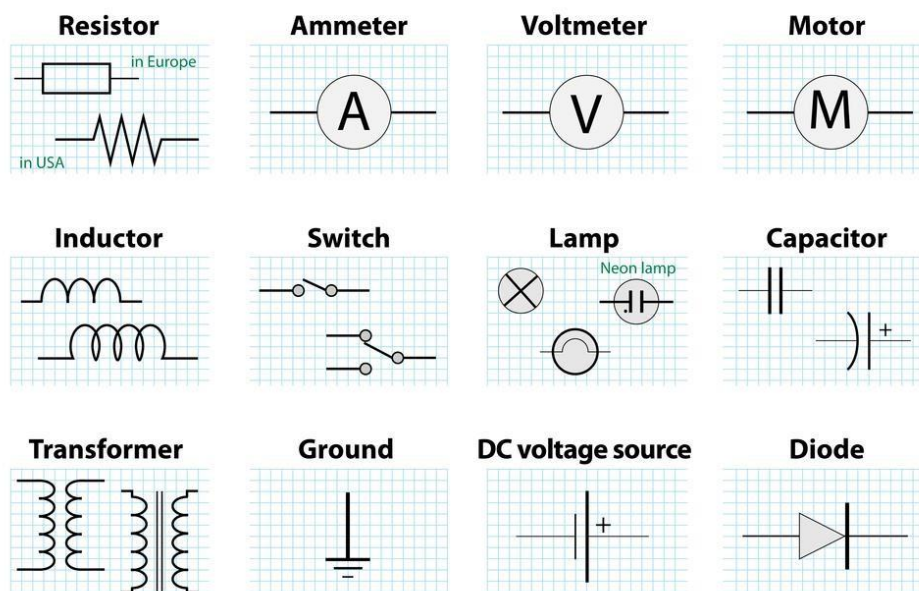 Resistor
Ammeter
Voltmeter
Motor
in Europe
in USA
A
V
M
Inductor
Switch
Lamp
Capacitor
Neon lamp
+
Transformer
Ground
DC voltage source
Diode
+